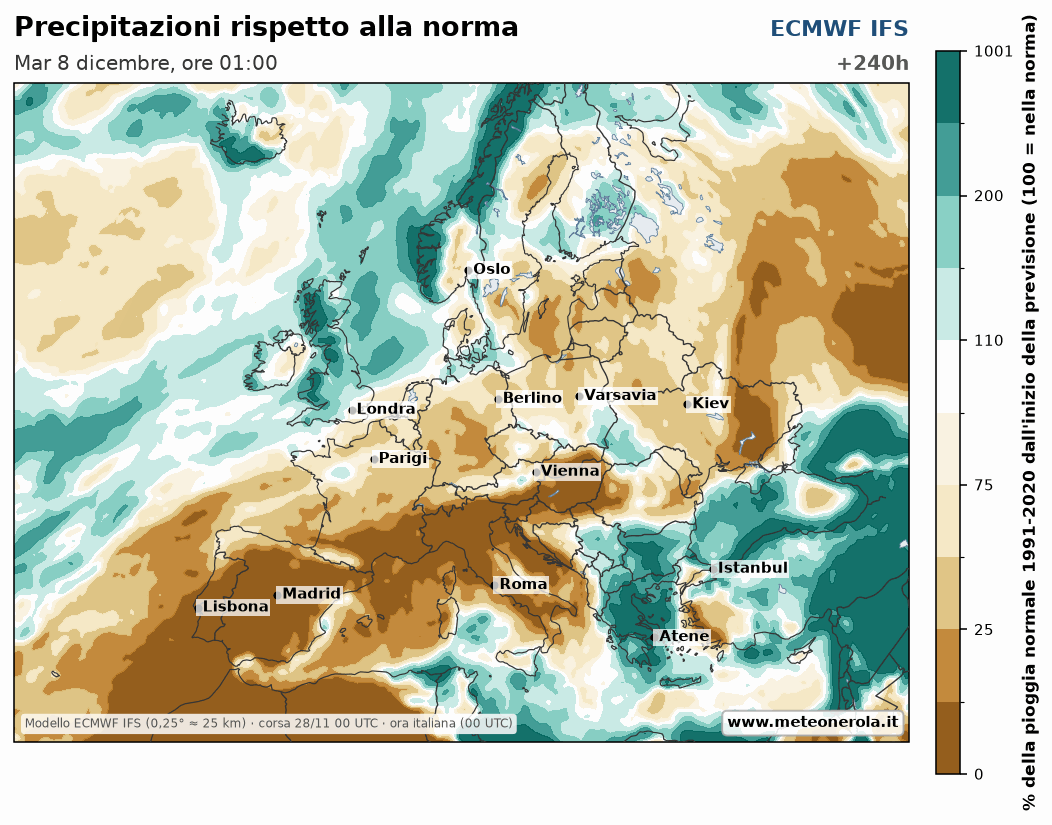 Precipitazioni rispetto alla norma
ECMWF IFS
Mar 8 dicembre, ore 01:00
+240h
1001
200
110
75
25
0
% della pioggia normale 1991-2020 dall'inizio della previsione (100 = nella norma)
Oslo
Berlino
Varsavia
Kiev
Londra
Parigi
Vienna
Istanbul
Roma
Madrid
Lisbona
Atene
Modello ECMWF IFS (0,25° ≈ 25 km) · corsa 28/11 00 UTC · ora italiana (00 UTC)
www.meteonerola.it